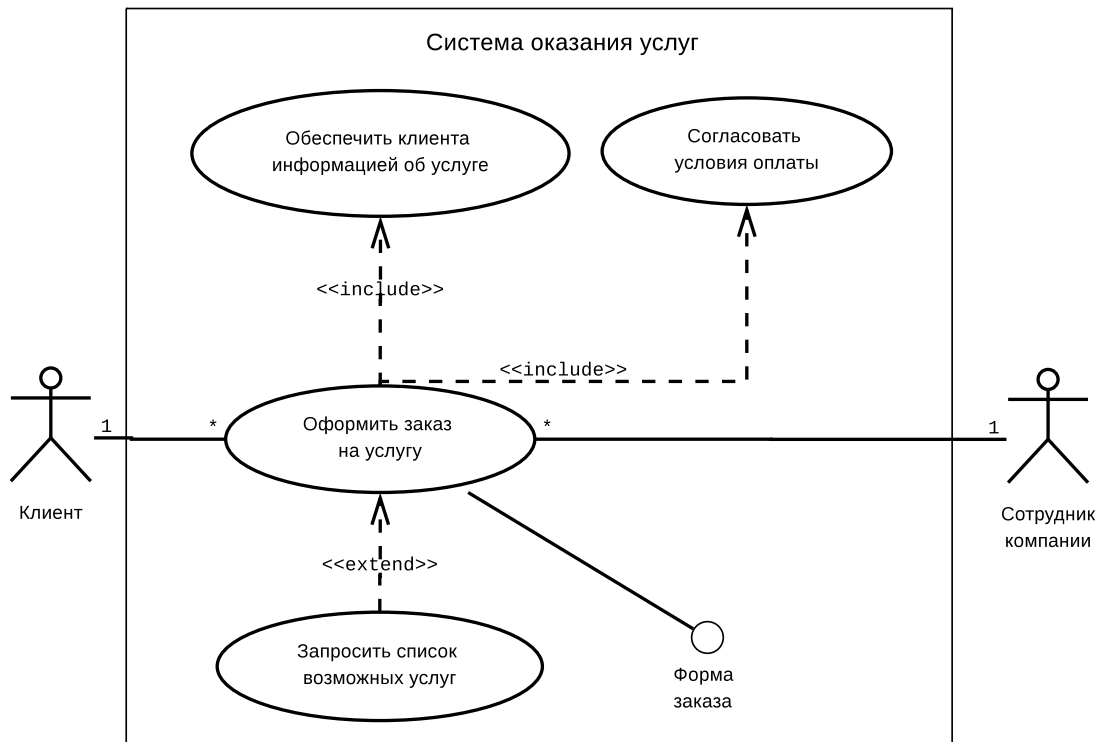 Система оказания услуг
Обеспечить клиента
информацией об услуге
Согласовать
условия оплаты
<<include>>
<<include>>
1
*
Оформить заказ
на услугу
*
1
Клиент
Сотрудник
компании
<<extend>>
Запросить список
возможных услуг
Форма
заказа